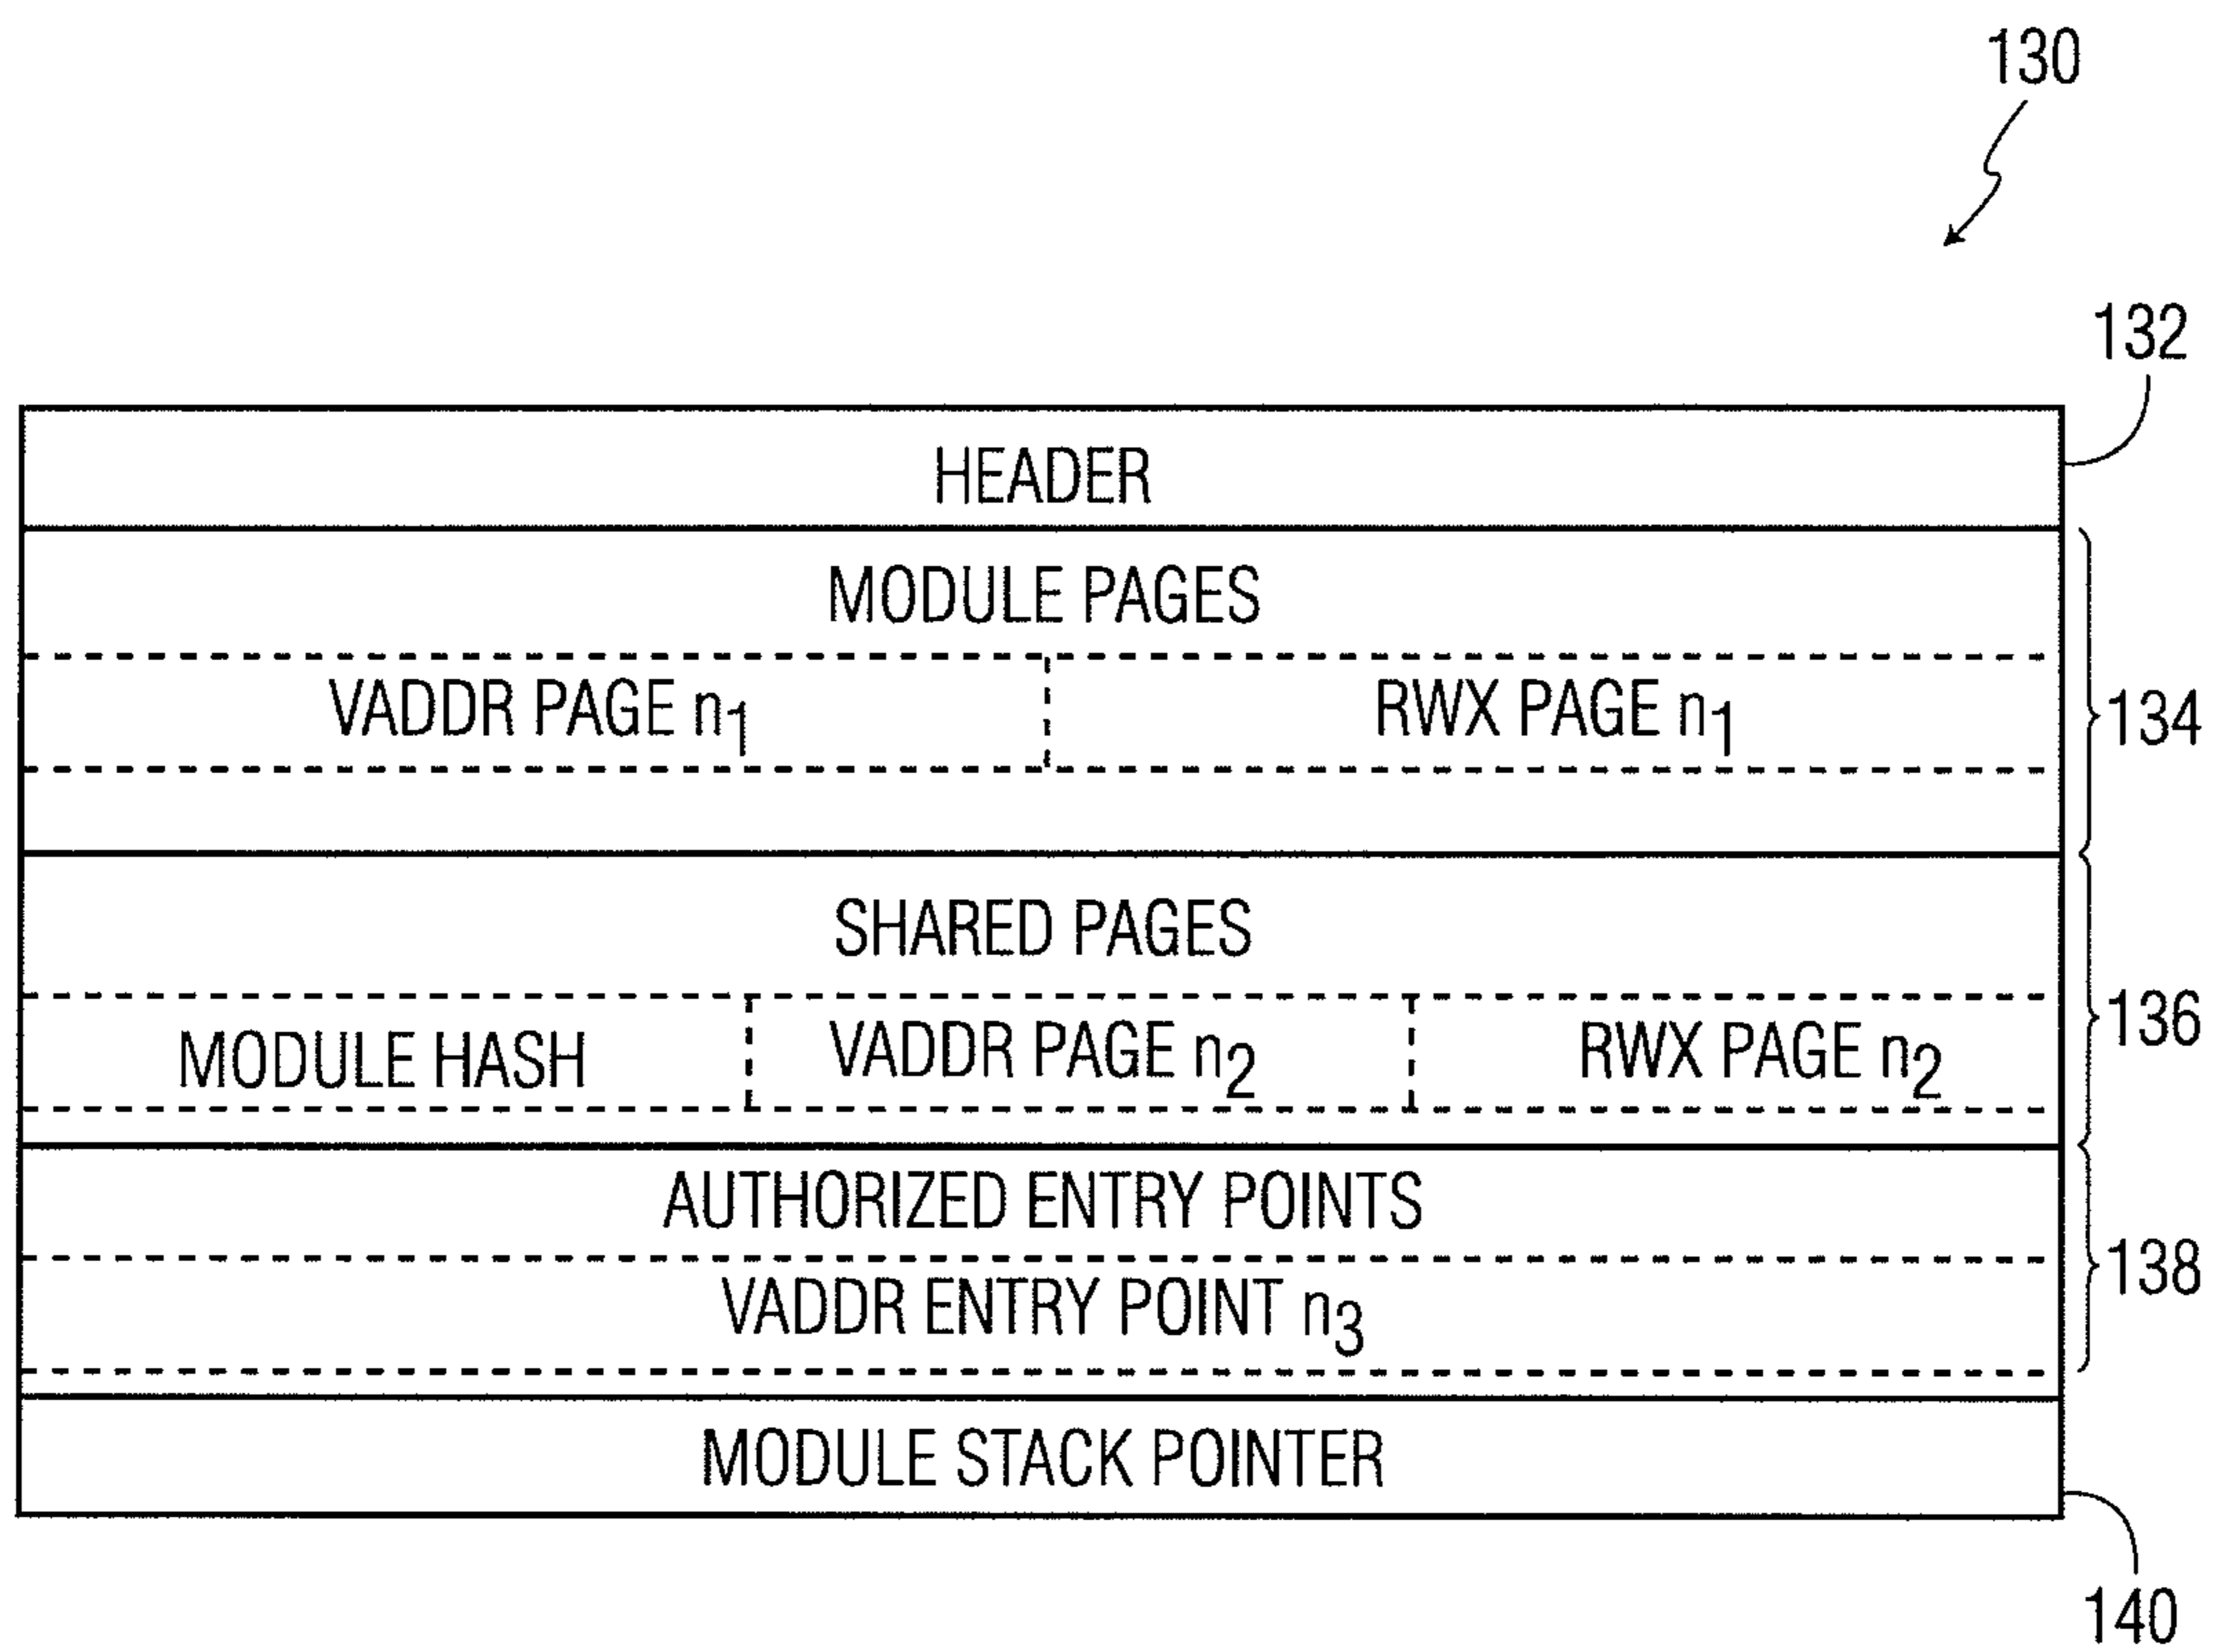 130
132
HEADER
MODULE PAGES
VADDR PAGE n1 RWX PAGE n1
134
SHARED PAGES
MODULE HASH VADDR PAGE n2 RWX PAGE n2
136
AUTHORIZED ENTRY POINTS
VADDR ENTRY POINT n3
138
MODULE STACK POINTER
140